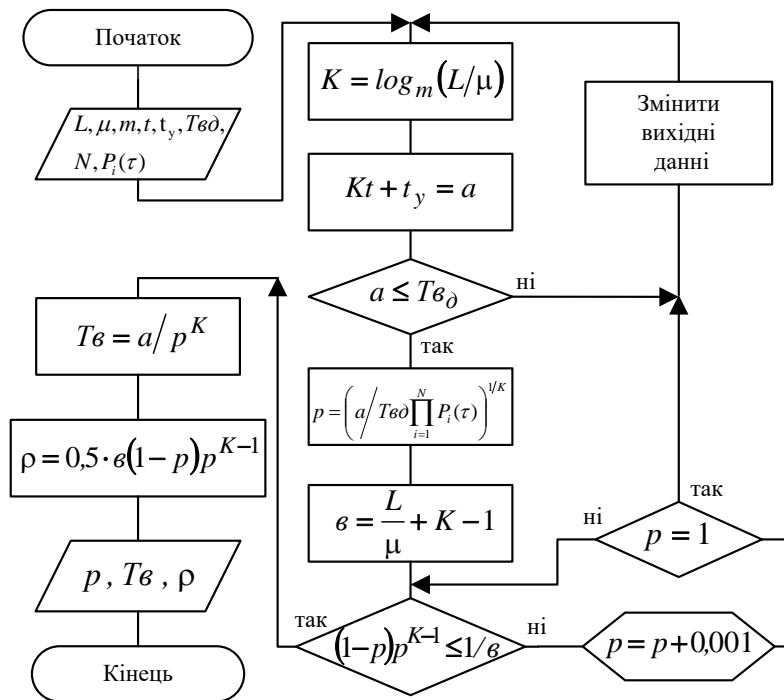 Початок
L, μ, m, t, t_y, Tвд,
N, P_i(τ)
K = log_m(L/μ)
Kt + t_y = a
a ≤ Tв_д
ні
так
Змінити
вихідні
данні
p = (a/Tвд ∏_{i=1}^{N} P_i(τ))^{1/K}
в = L/μ + K − 1
(1−p)p^{K−1} ≤ 1/в
так
ні
p = p + 0,001
p = 1
ні
так
Tв = a/p^K
ρ = 0,5 · в(1−p)p^{K−1}
p , Tв , ρ
Кінець